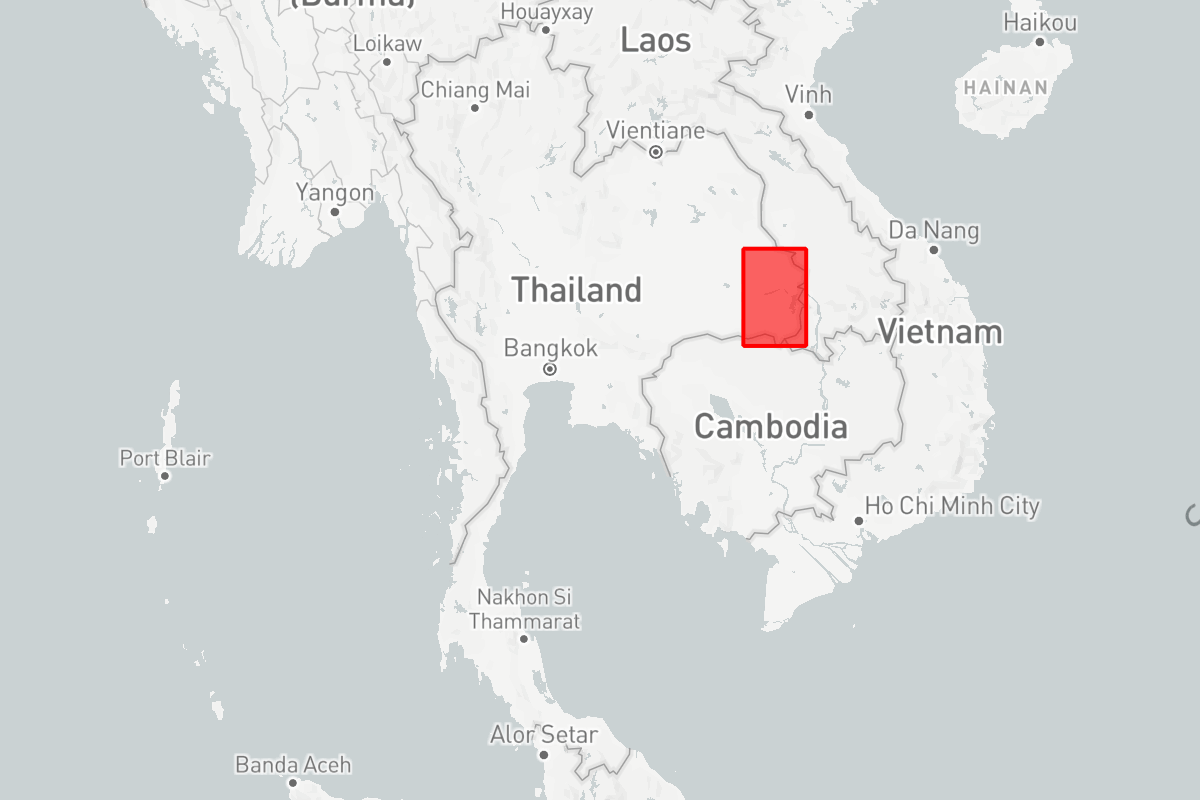 (Burma)
Houayxay
Haikou
Loikaw
Laos
Chiang Mai
Vinh
HAINAN
Vientiane
Yangon
Da Nang
Thailand
Vietnam
Bangkok
Cambodia
Port Blair
Ho Chi Minh City
Nakhon Si
Thammarat
Alor Setar
Banda Aceh